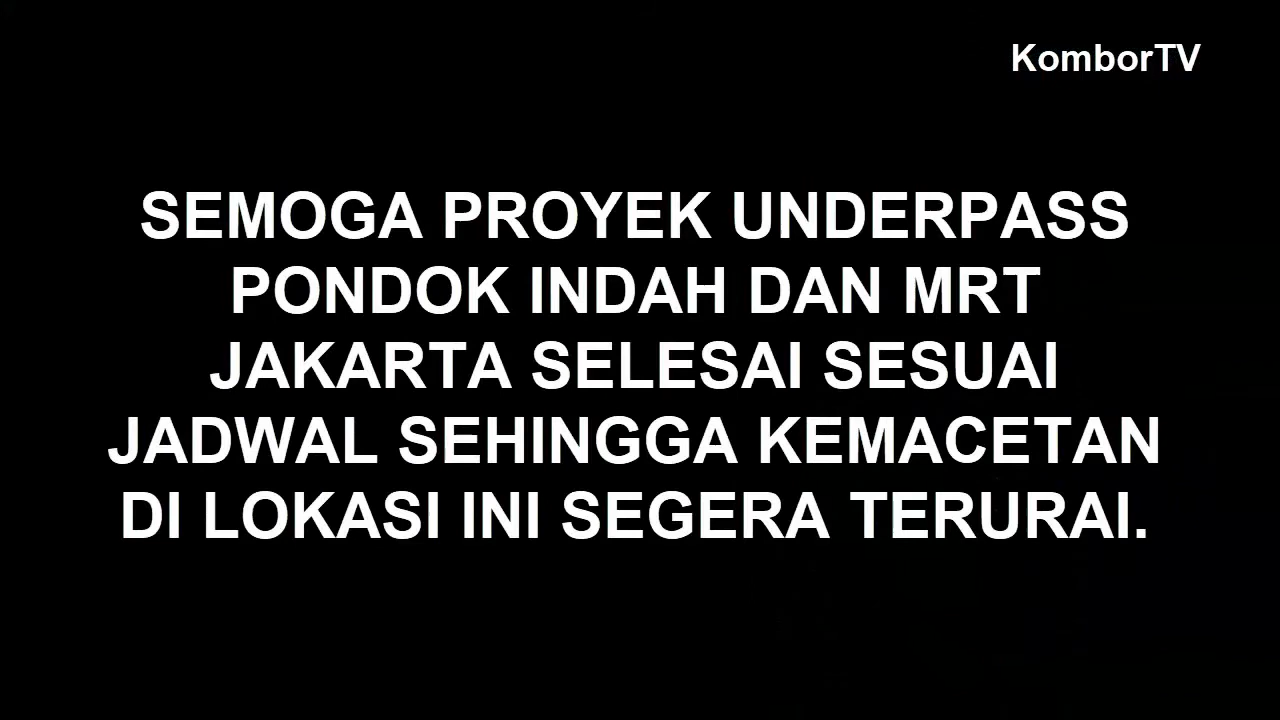 KomborTV
SEMOGA PROYEK UNDERPASS
PONDOK INDAH DAN MRT
JAKARTA SELESAI SESUAI
JADWAL SEHINGGA KEMACETAN
DI LOKASI INI SEGERA TERURAI.